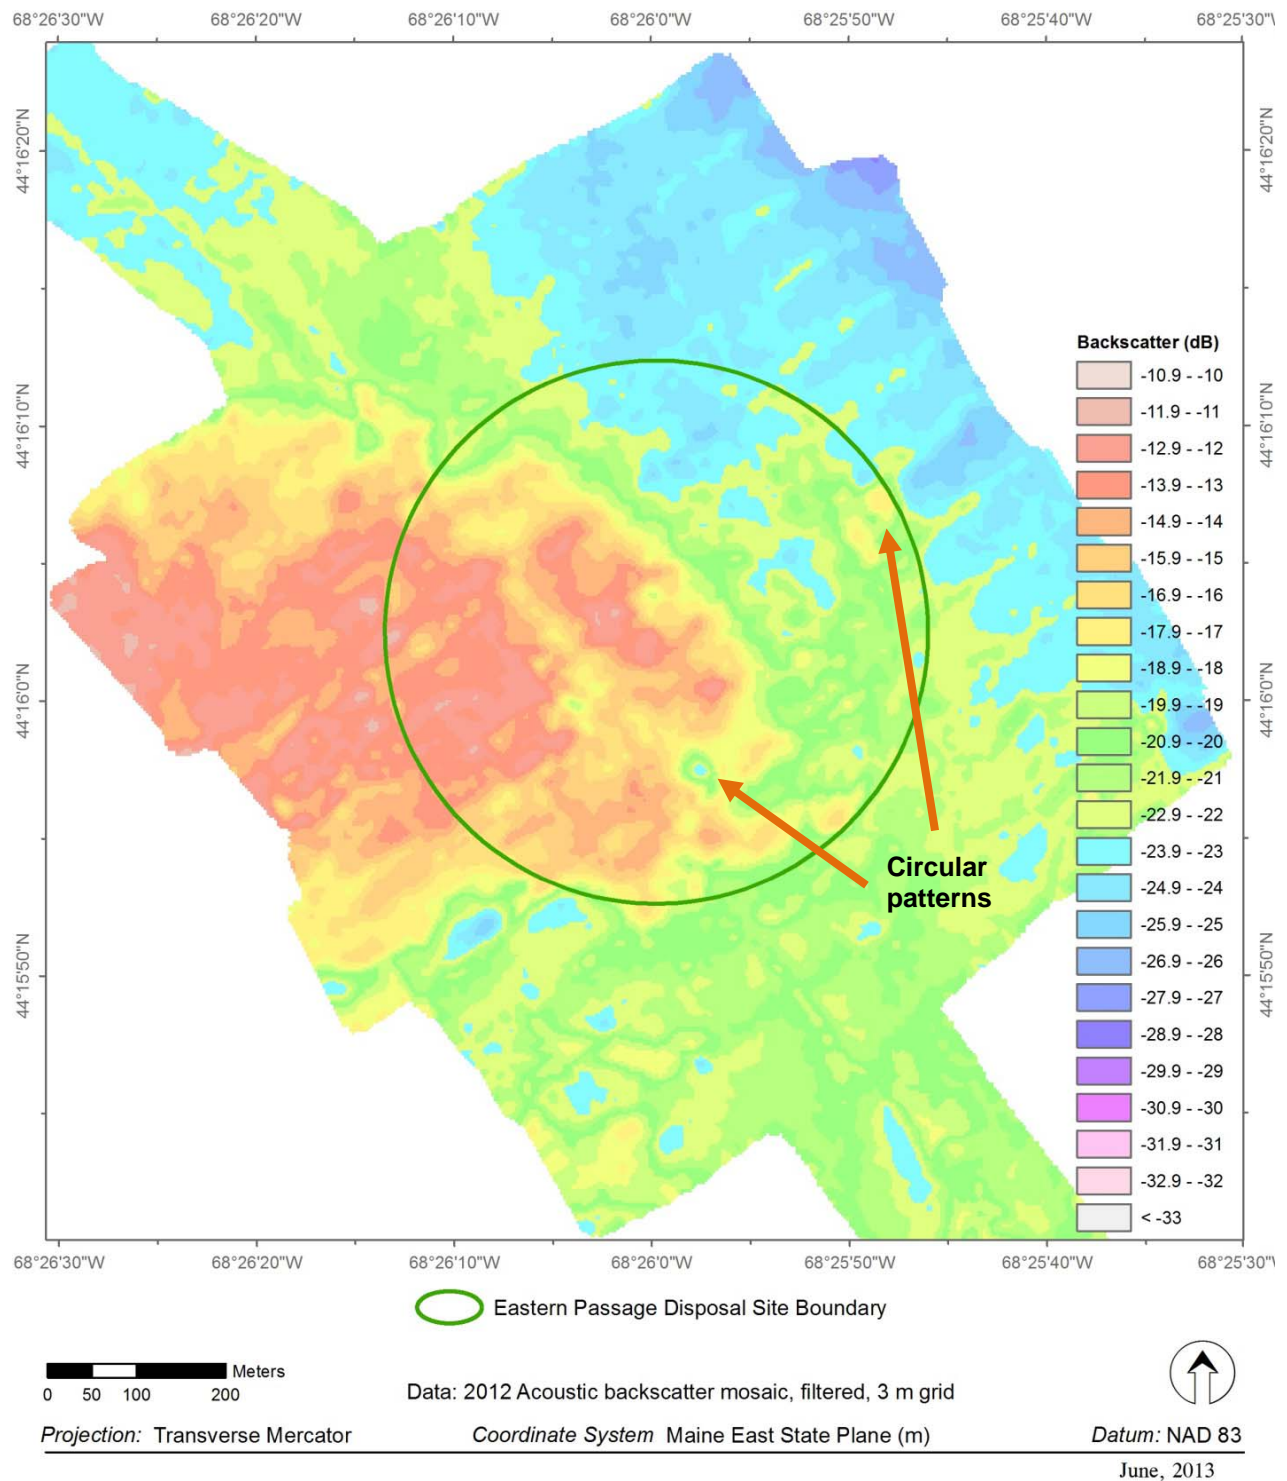 68°26'30"W 68°26'20"W 68°26'10"W 68°26'0"W 68°25'50"W 68°25'40"W 68°25'30"W
44°16'20"N
44°16'20"N
44°16'10"N
44°16'10"N
44°16'0"N
44°16'0"N
44°15'50"N
44°15'50"N
Backscatter (dB)
-10.9 - -10
-11.9 - -11
-12.9 - -12
-13.9 - -13
-14.9 - -14
-15.9 - -15
-16.9 - -16
-17.9 - -17
-18.9 - -18
-19.9 - -19
-20.9 - -20
-21.9 - -21
-22.9 - -22
-23.9 - -23
-24.9 - -24
-25.9 - -25
-26.9 - -26
-27.9 - -27
-28.9 - -28
-29.9 - -29
-30.9 - -30
-31.9 - -31
-32.9 - -32
< -33
Circular
patterns
68°26'30"W 68°26'20"W 68°26'10"W 68°26'0"W 68°25'50"W 68°25'40"W 68°25'30"W
Eastern Passage Disposal Site Boundary
Meters
0 50 100 200
Data: 2012 Acoustic backscatter mosaic, filtered, 3 m grid
Projection: Transverse Mercator Coordinate System Maine East State Plane (m) Datum: NAD 83
June, 2013